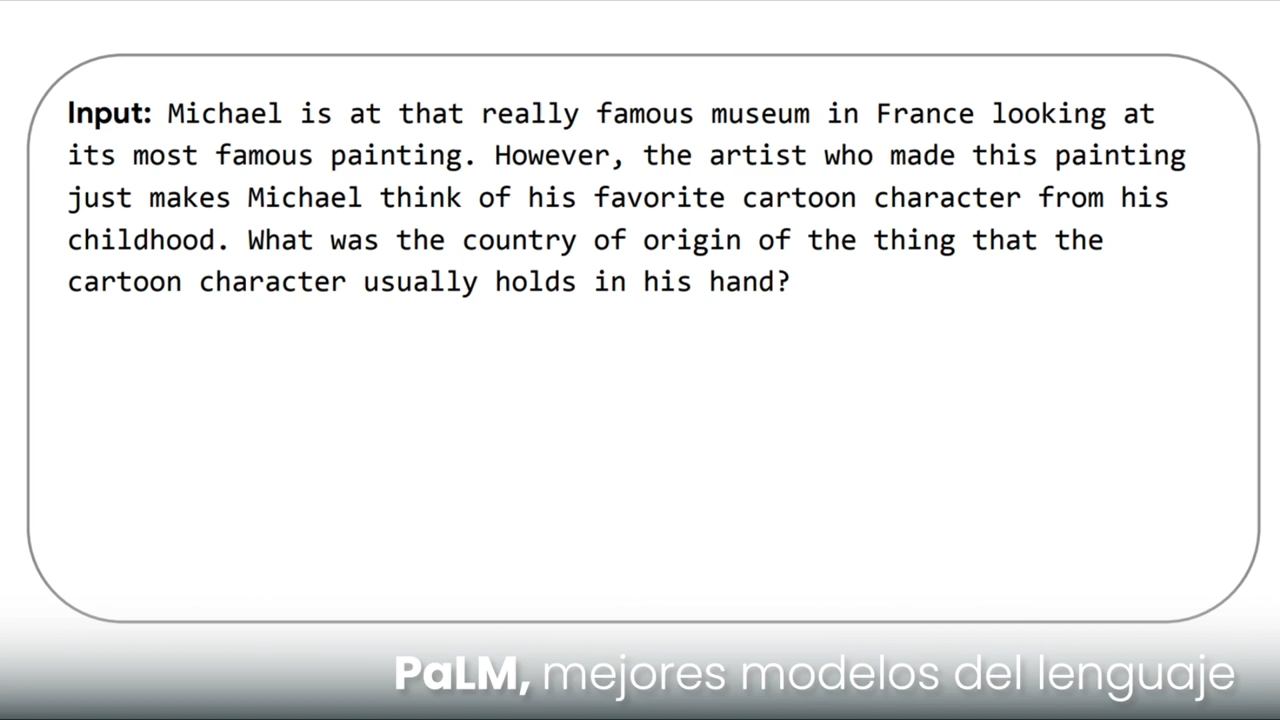 Input: Michael is at that really famous museum in France looking at
its most famous painting. However, the artist who made this painting
just makes Michael think of his favorite cartoon character from his
childhood. What was the country of origin of the thing that the
cartoon character usually holds in his hand?
PaLM, mejores modelos del lenguaje